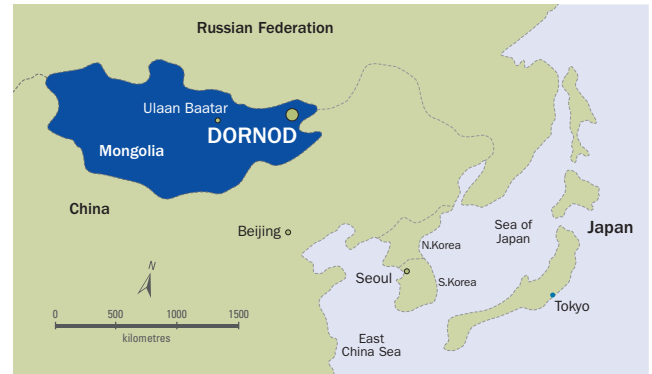 Russian Federation
Ulaan Baatar
DORNOD
Mongolia
China
Beijing
Sea of
Japan
Japan
N.Korea
Seoul
S.Korea
Tokyo
N
0 500 1000 1500
kilometres
East
China Sea